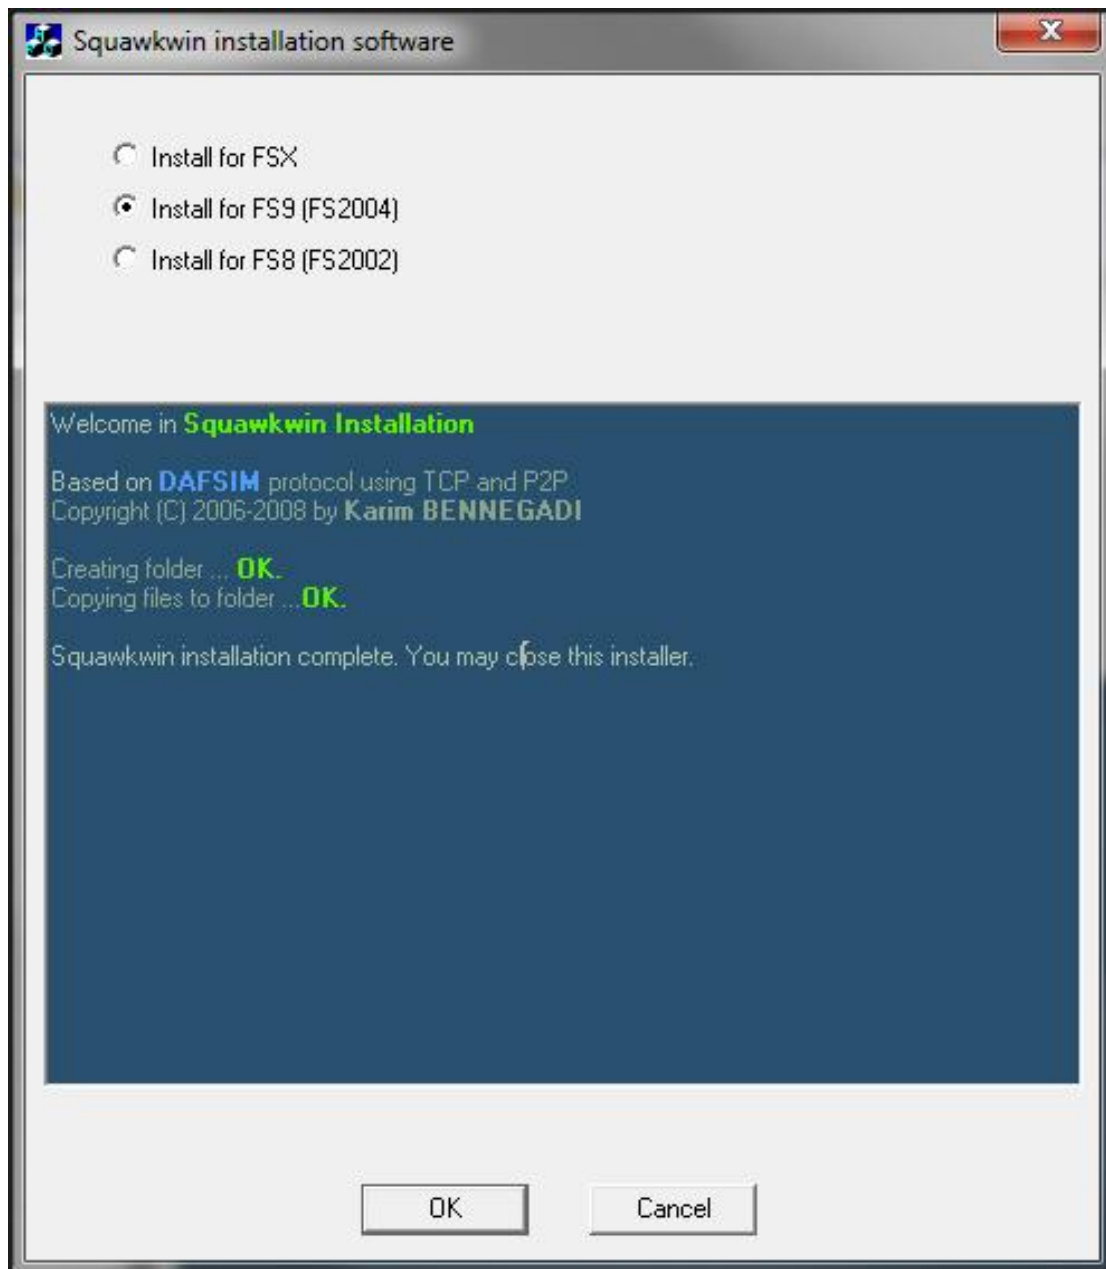 Squawkwin installation software
Install for FSX
Install for FS9 (FS2004)
Install for FS8 (FS2002)
Welcome in Squawkwin Installation
Based on DAFSIM protocol using TCP and P2P
Copyright (C) 2006-2008 by Karim BENNEGADI
Creating folder ... OK.
Copying files to folder ...OK.
Squawkwin installation complete. You may close this installer.
OK
Cancel